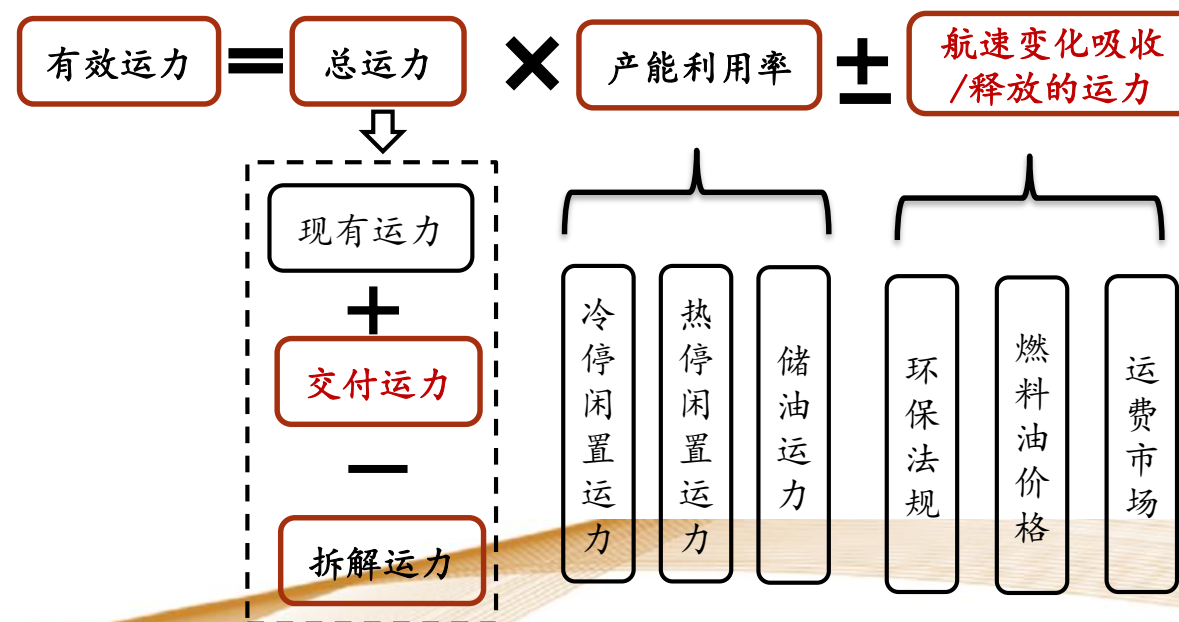 有效运力
=
总运力
×
产能利用率
±
航速变化吸收
/释放的运力
现有运力
+
交付运力
—
拆解运力
冷停闲置运力
热停闲置运力
储油运力
环保法规
燃料油价格
运费市场